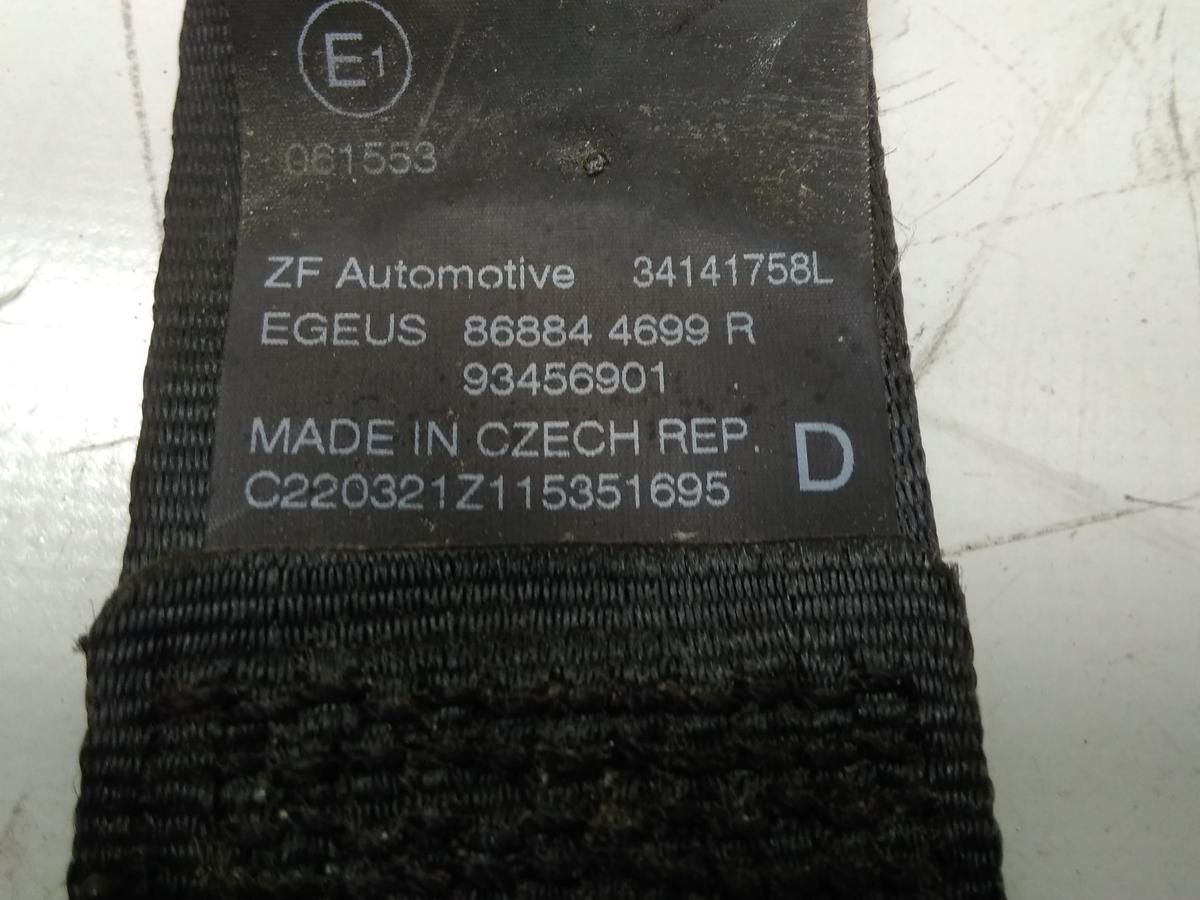 E1
061553
ZF Automotive 34141758L
EGEUS 86884 4699 R
93456901
MADE IN CZECH REP. D
C220321Z115351695